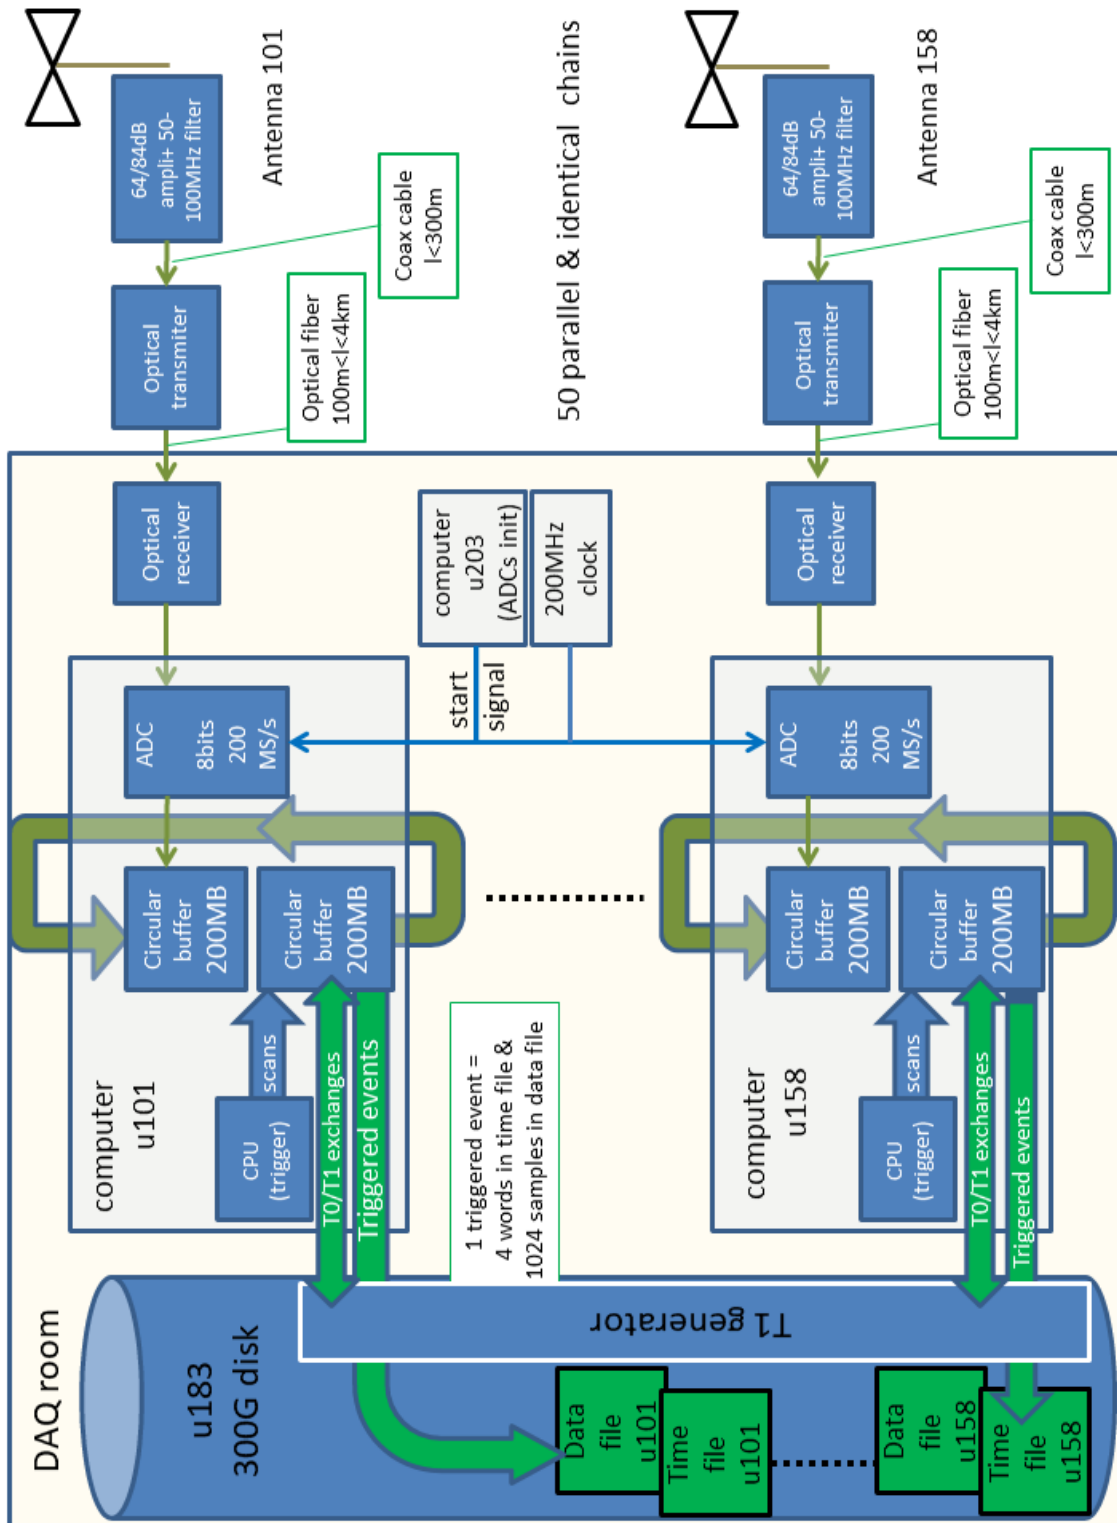 DAQ room
u183
300G disk
T1 generator
Data
file
u101
Time
file
u101
Data
file
u158
Time
file
u158
computer
u101
CPU
(trigger)
scans
T0/T1 exchanges
Triggered events
Circular
buffer
200MB
Circular
buffer
200MB
ADC
8bits
200
MS/s
Optical
receiver
Optical
transmiter
64/84dB
ampli+ 50-
100MHz filter
Antenna 101
Optical fiber
100m<l<4km
Coax cable
l<300m
1 triggered event =
4 words in time file &
1024 samples in data file
start
signal
computer
u203
(ADCs init)
200MHz
clock
50 parallel & identical chains
computer
u158
CPU
(trigger)
scans
T0/T1 exchanges
Triggered events
Circular
buffer
200MB
Circular
buffer
200MB
ADC
8bits
200
MS/s
Optical
receiver
Optical
transmiter
64/84dB
ampli+ 50-
100MHz filter
Antenna 158
Optical fiber
100m<l<4km
Coax cable
l<300m